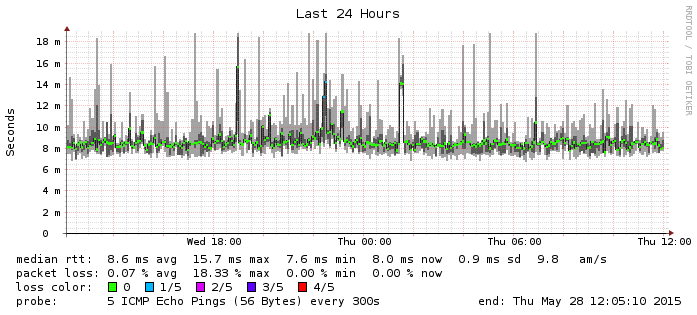 Last 24 Hours
RRDTOOL / TOBI OETIKER
Seconds
18 m
16 m
14 m
12 m
10 m
8 m
6 m
4 m
2 m
0
Wed 18:00 Thu 00:00 Thu 06:00 Thu 12:00
median rtt: 8.6 ms avg 15.7 ms max 7.6 ms min 8.0 ms now 0.9 ms sd 9.8 am/s
packet loss: 0.07 % avg 18.33 % max 0.00 % min 0.00 % now
loss color: 0 1/5 2/5 3/5 4/5
probe: 5 ICMP Echo Pings (56 Bytes) every 300s end: Thu May 28 12:05:10 2015